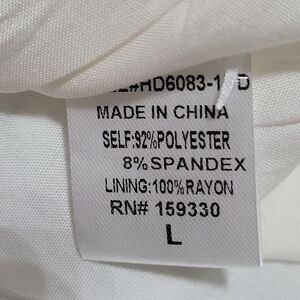 #HD6083-1 D
MADE IN CHINA
SELF:92%POLYESTER
8%SPANDEX
LINING:100%RAYON
RN# 159330
L